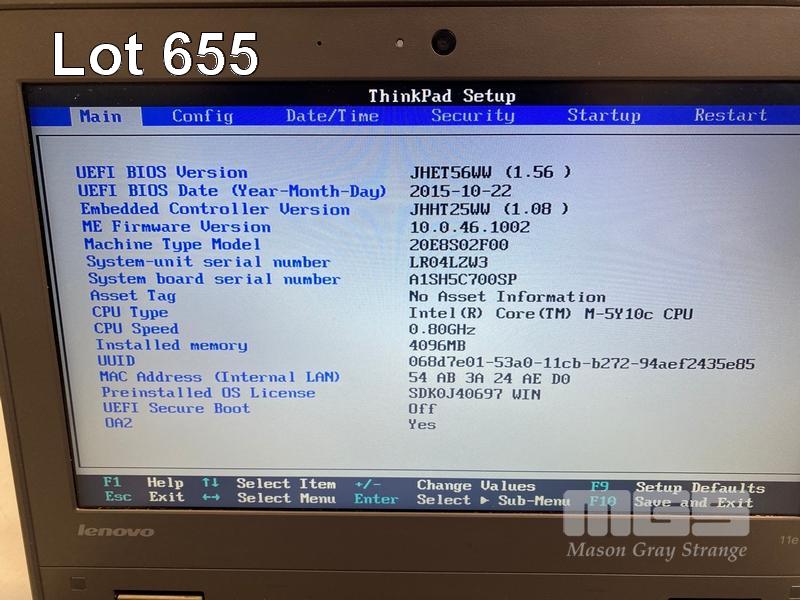 Lot 655
ThinkPad Setup
Main Config Date/Time Security Startup Restart
UEFI BIOS Version JHET56WW (1.56 )
UEFI BIOS Date (Year-Month-Day) 2015-10-22
Embedded Controller Version JHHT25WW (1.08 )
ME Firmware Version 10.0.46.1002
Machine Type Model 20E8S02F00
System-unit serial number LR04LZW3
System board serial number A1SH5C700SP
Asset Tag No Asset Information
CPU Type Intel(R) Core(TM) M-5Y10c CPU
CPU Speed 0.80GHz
Installed memory 4096MB
UUID 068d7e01-53a0-11cb-b272-94aef2435e85
MAC Address (Internal LAN) 54 AB 3A 24 AE D0
Preinstalled OS License SDK0J40697 WIN
UEFI Secure Boot Off
OA2 Yes
F1 Help ↑↓ Select Item +/- Change Values F9 Setup Defaults
Esc Exit ↔ Select Menu Enter Select ▶ Sub-Menu F10 Save and Exit
MGS
lenovo
11e
Mason Gray Strange